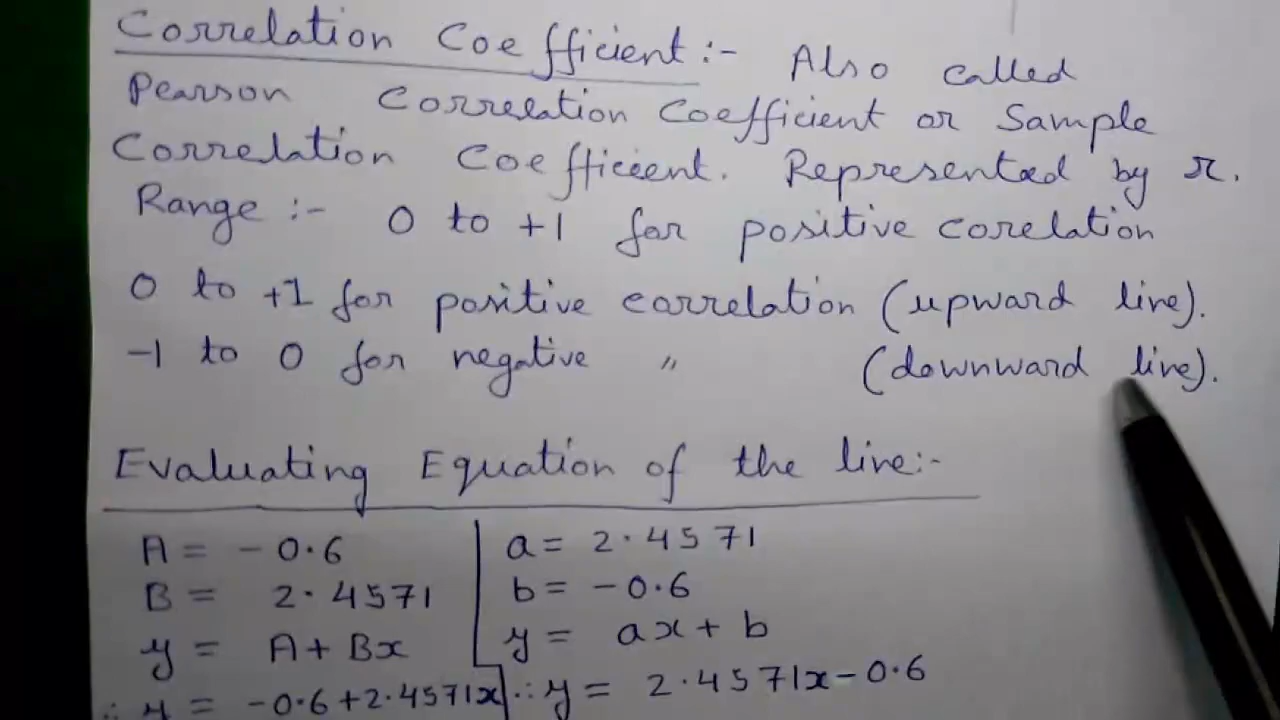 Correlation Coefficient :- Also called
Pearson Correlation Coefficient or Sample
Correlation Coefficient. Represented by r.
Range :- 0 to +1 for positive corelation
0 to +1 for positive correlation (upward line).
-1 to 0 for negative " (downward line).
Evaluating Equation of the line:-
A = -0.6
B = 2.4571
y = A + Bx
∴ y = -0.6+2.4571x
a = 2.4571
b = -0.6
y = ax + b
∴ y = 2.4571x-0.6